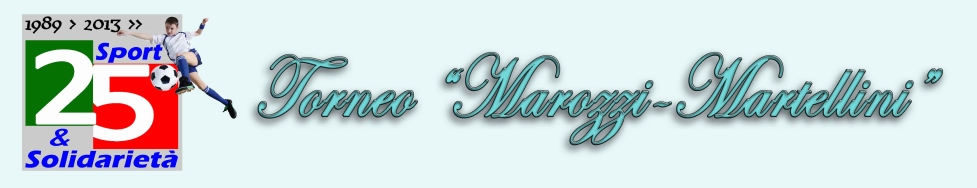 1989 > 2013 >>
Sport
25°
&
Solidarietà
Torneo “Marozzi-Martellini”